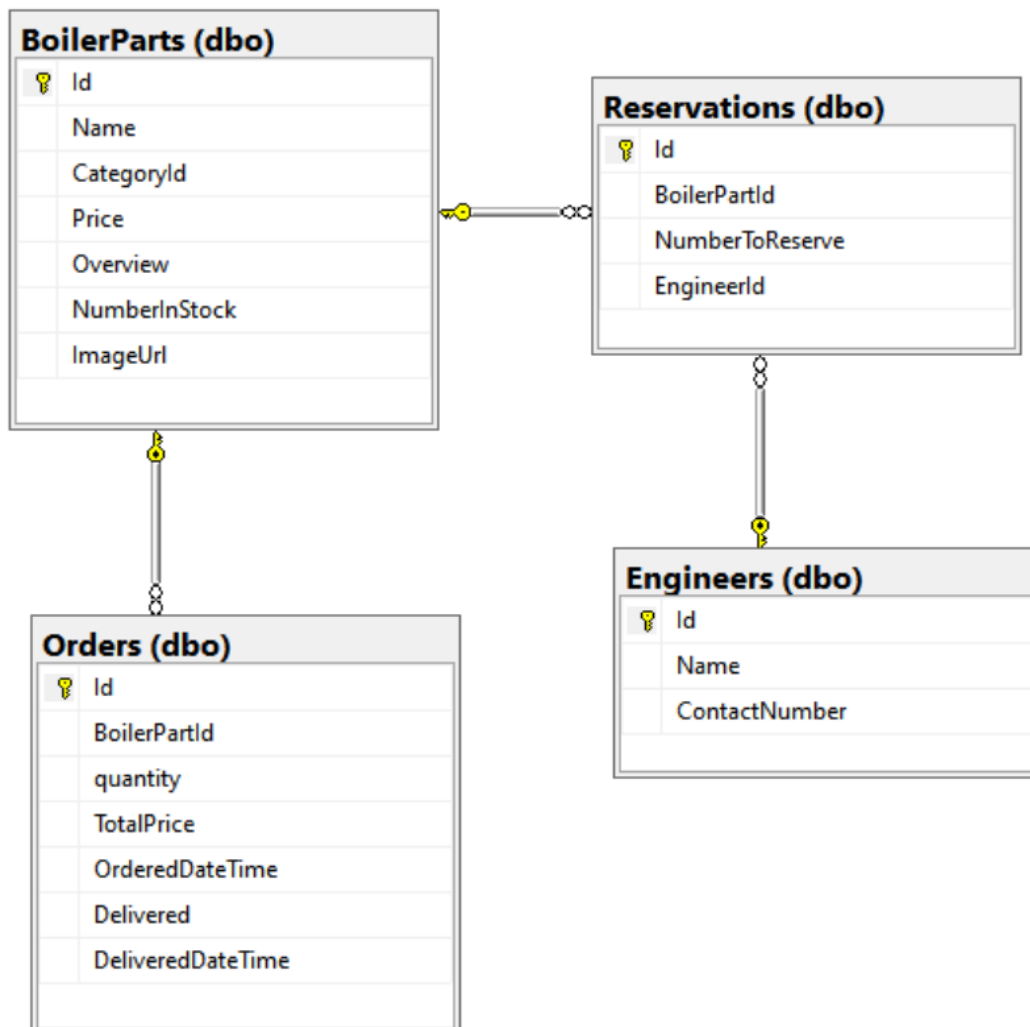 BoilerParts (dbo)
Id
Name
CategoryId
Price
Overview
NumberInStock
ImageUrl
Reservations (dbo)
Id
BoilerPartId
NumberToReserve
EngineerId
Orders (dbo)
Id
BoilerPartId
quantity
TotalPrice
OrderedDateTime
Delivered
DeliveredDateTime
Engineers (dbo)
Id
Name
ContactNumber